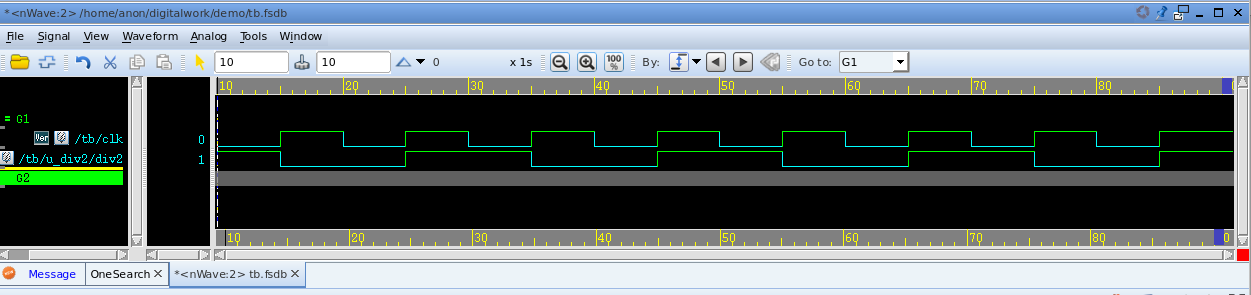 *<nWave:2> /home/anon/digitalwork/demo/tb.fsdb
File Signal View Waveform Analog Tools Window
10 10 0 x 1s 100 % By: Go to: G1
10 20 30 40 50 60 70 80
= G1
Var /tb/clk 0
/tb/u_div2/div2 1
G2
10 20 30 40 50 60 70 80 0
Message OneSearch *<nWave:2> tb.fsdb